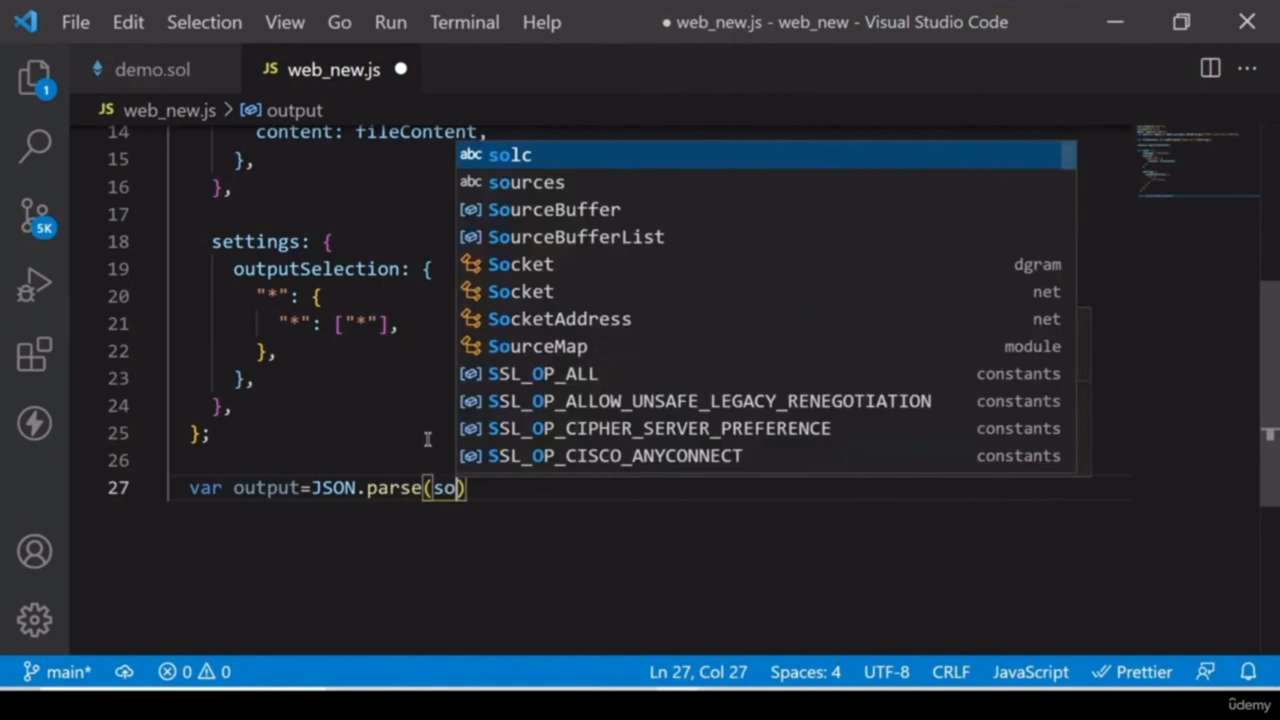 File Edit Selection View Go Run Terminal Help ● web_new.js - web_new - Visual Studio Code
demo.sol JS web_new.js ●
JS web_new.js > output
14 content: fileContent,
15 },
16 },
17
18 settings: {
19 outputSelection: {
20 "*": {
21 "*": ["*"],
22 },
23 },
24 },
25 };
26
27 var output=JSON.parse(so)
abc solc
abc sources
SourceBuffer
SourceBufferList
Socket dgram
Socket net
SocketAddress net
SourceMap module
SSL_OP_ALL constants
SSL_OP_ALLOW_UNSAFE_LEGACY_RENEGOTIATION constants
SSL_OP_CIPHER_SERVER_PREFERENCE constants
SSL_OP_CISCO_ANYCONNECT constants
1
5K
main* 0 0 Ln 27, Col 27 Spaces: 4 UTF-8 CRLF JavaScript Prettier
ûdemy